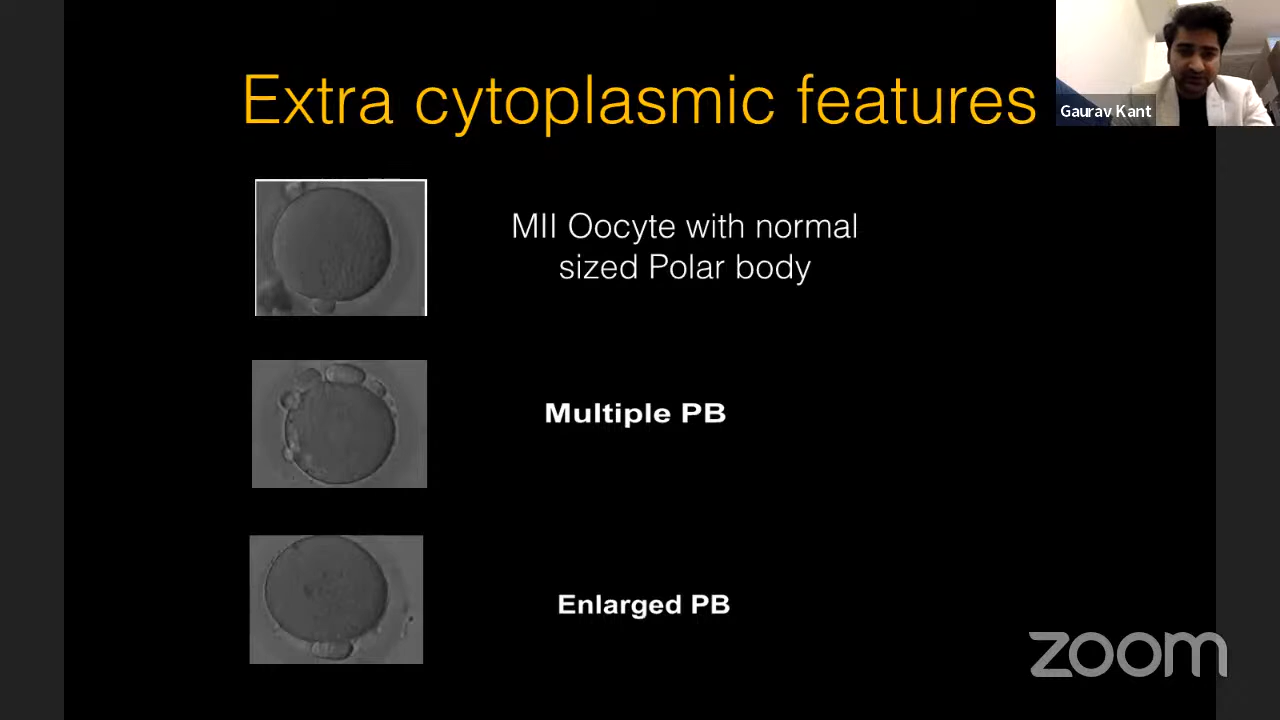 Extra cytoplasmic features
Gaurav Kant
MII Oocyte with normal
sized Polar body
Multiple PB
Enlarged PB
zoom